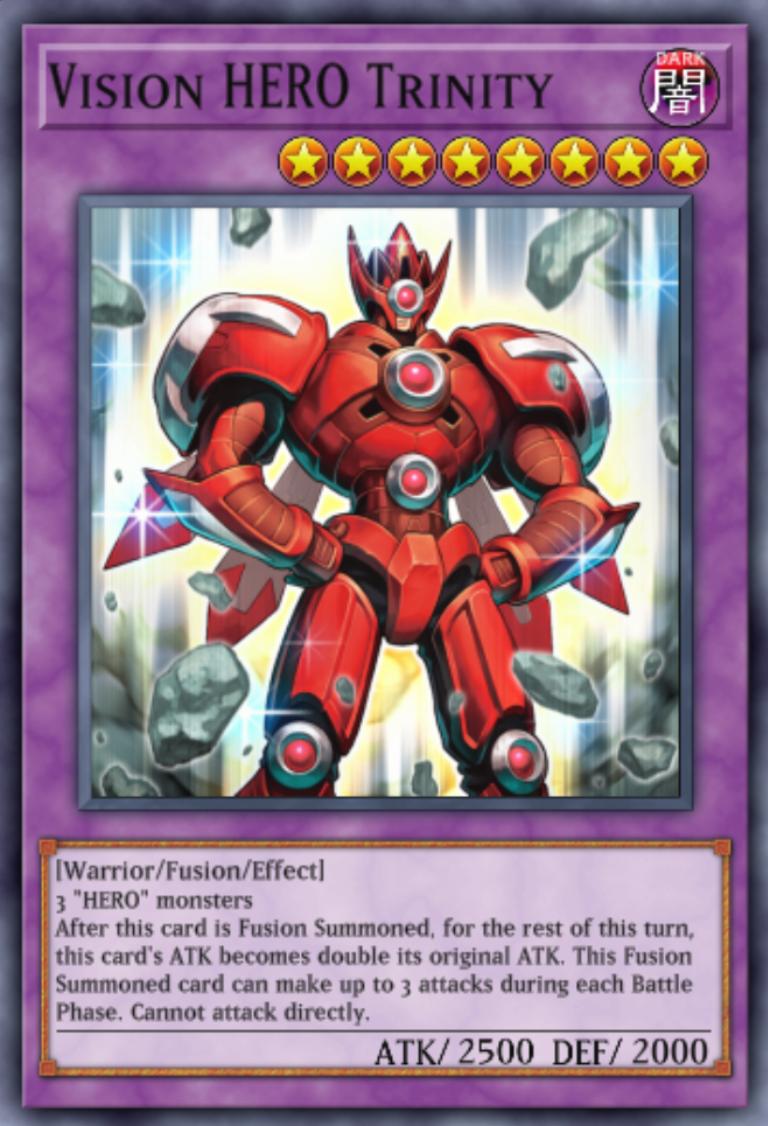 Vision HERO Trinity
DARK
闇
[Warrior/Fusion/Effect]
3 "HERO" monsters
After this card is Fusion Summoned, for the rest of this turn,
this card's ATK becomes double its original ATK. This Fusion
Summoned card can make up to 3 attacks during each Battle
Phase. Cannot attack directly.
ATK/ 2500 DEF/ 2000